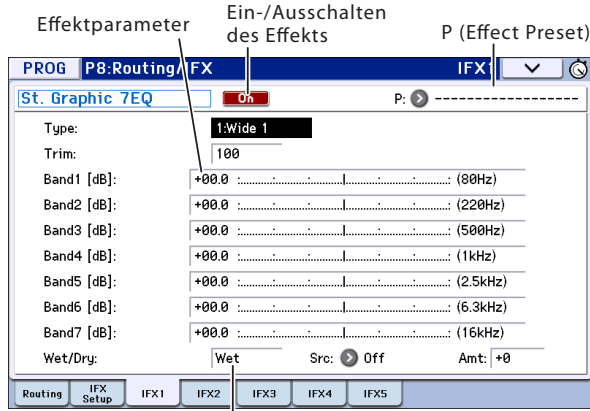 Effektparameter
Ein-/Ausschalten
des Effekts
P (Effect Preset)
PROG P8:Routing/IFX IFX1
St. Graphic 7EQ On P: ------------------
Type: 1:Wide 1
Trim: 100
Band1 [dB]: +00.0 (80Hz)
Band2 [dB]: +00.0 (220Hz)
Band3 [dB]: +00.0 (500Hz)
Band4 [dB]: +00.0 (1kHz)
Band5 [dB]: +00.0 (2.5kHz)
Band6 [dB]: +00.0 (6.3kHz)
Band7 [dB]: +00.0 (16kHz)
Wet/Dry: Wet Src: Off Amt: +0
Routing IFX Setup IFX1 IFX2 IFX3 IFX4 IFX5